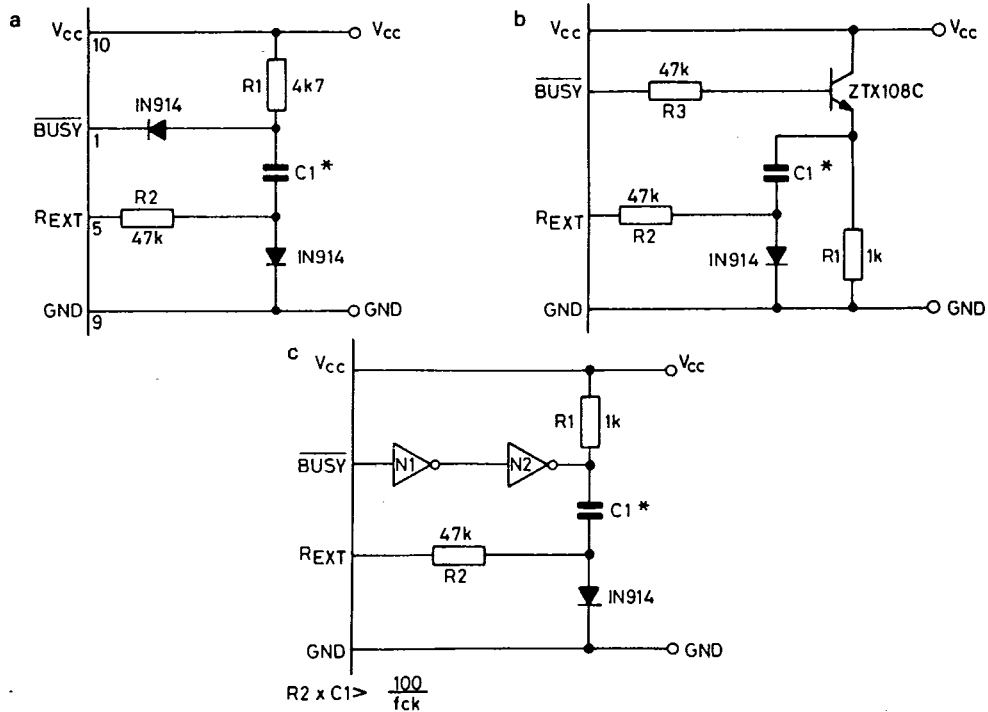 a
Vcc
10
Vcc
R1
4k7
IN914
BUSY
1
C1*
R2
REXT
5
47k
IN914
GND
9
GND
b
Vcc
Vcc
47k
BUSY
R3
ZTX108C
C1*
47k
REXT
R2
IN914
R1
1k
GND
GND
c
Vcc
Vcc
R1
1k
BUSY
N1
N2
C1*
47k
REXT
R2
IN914
GND
GND
R2 x C1> 100
fck